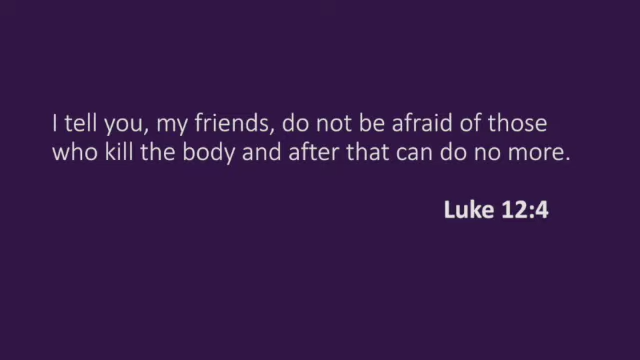 I tell you, my friends, do not be afraid of those
who kill the body and after that can do no more.
Luke 12:4